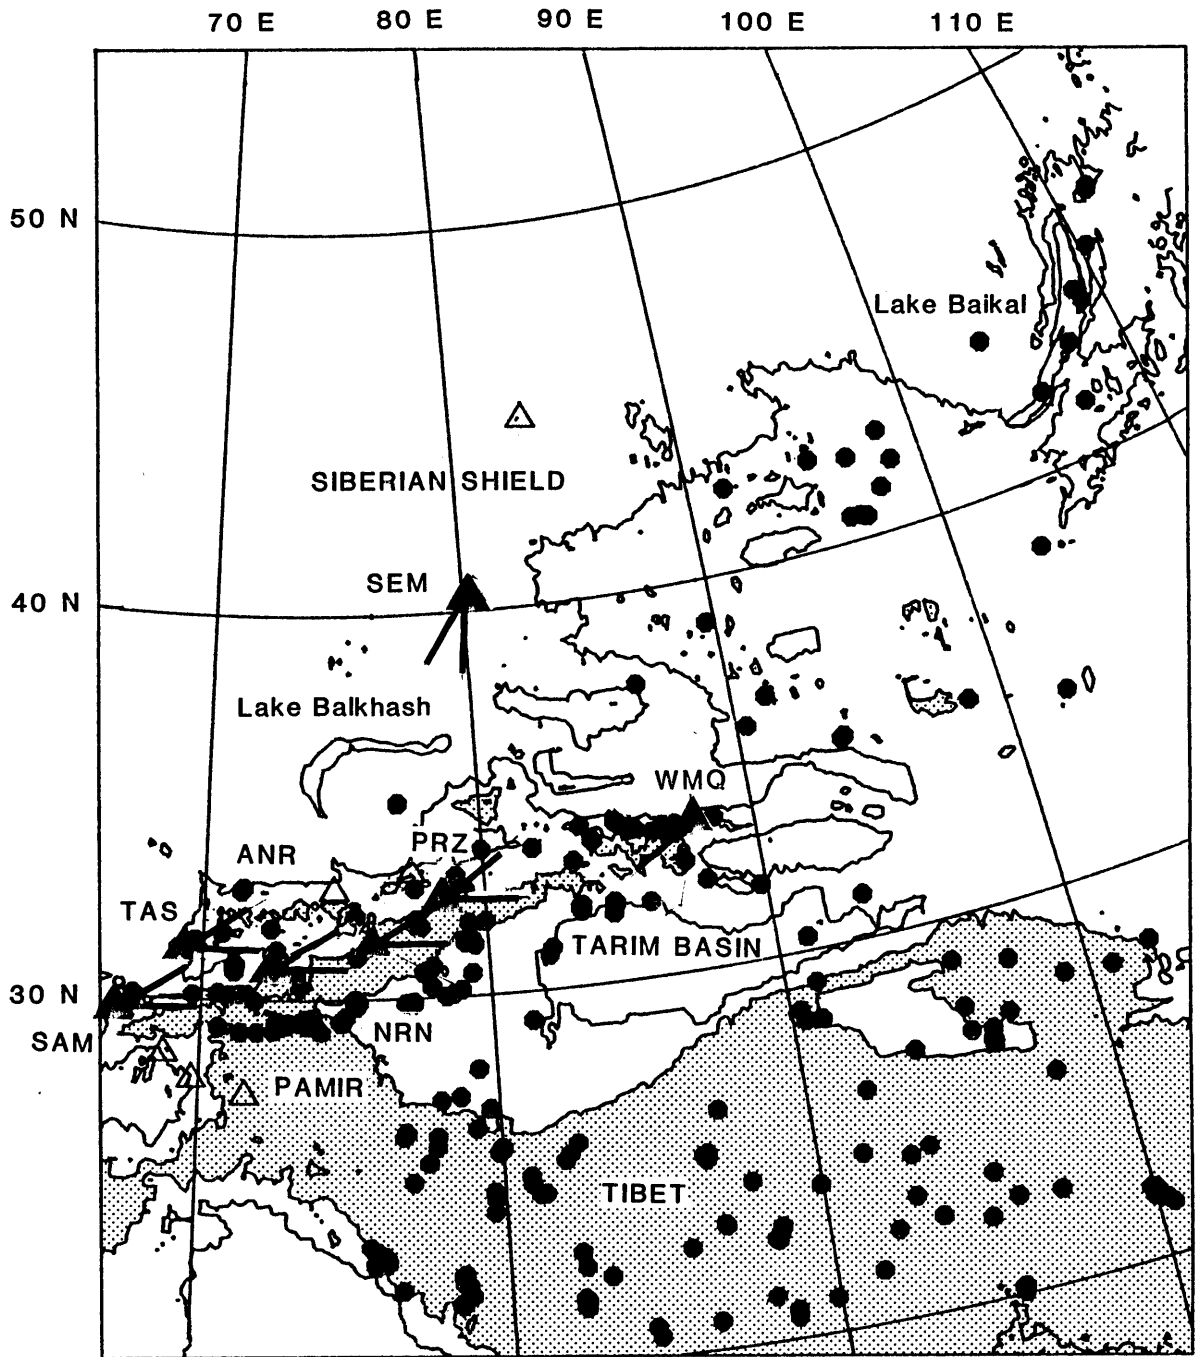 70 E 80 E 90 E 100 E 110 E
50 N
Lake Baikal
SIBERIAN SHIELD
SEM
40 N
Lake Balkhash
WMQ
PRZ
ANR
TAS
TARIM BASIN
30 N
NRN
SAM
PAMIR
TIBET